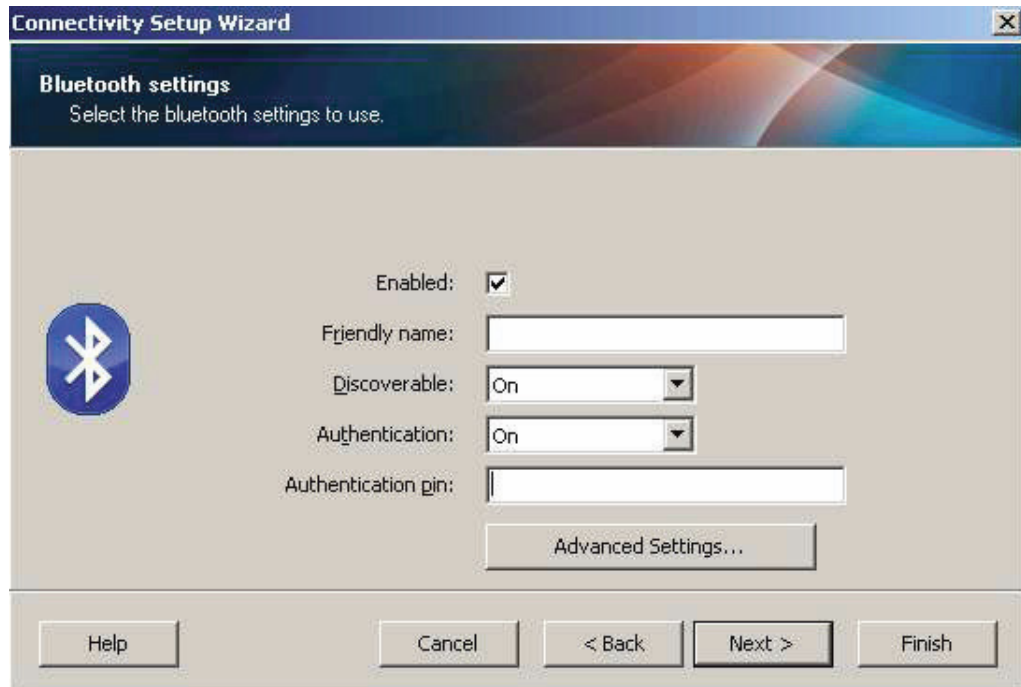 Connectivity Setup Wizard
Bluetooth settings
Select the bluetooth settings to use.
Enabled:
Friendly name:
Discoverable: On
Authentication: On
Authentication pin:
Advanced Settings...
Help Cancel < Back Next > Finish